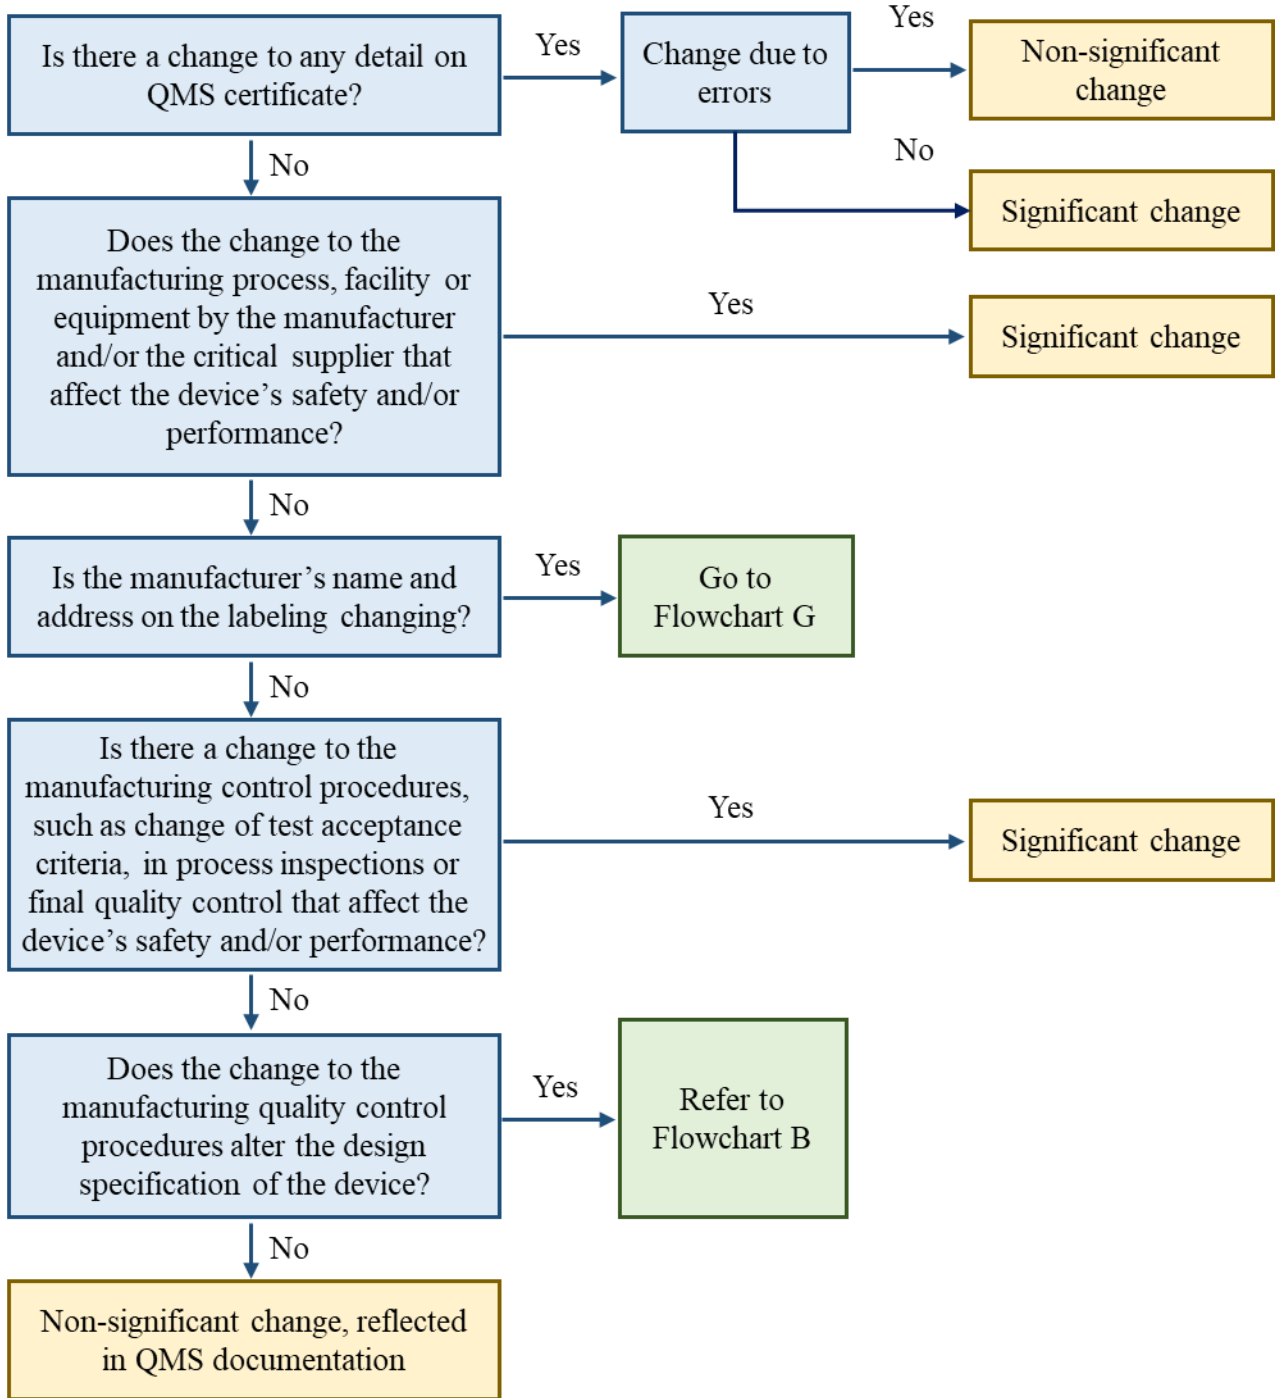 Is there a change to any detail on
QMS certificate?
Yes
Change due to
errors
Yes
Non-significant
change
No
Significant change
No
Does the change to the
manufacturing process, facility or
equipment by the manufacturer
and/or the critical supplier that
affect the device’s safety and/or
performance?
Yes
Significant change
No
Is the manufacturer’s name and
address on the labeling changing?
Yes
Go to
Flowchart G
No
Is there a change to the
manufacturing control procedures,
such as change of test acceptance
criteria, in process inspections or
final quality control that affect the
device’s safety and/or performance?
Yes
Significant change
No
Does the change to the
manufacturing quality control
procedures alter the design
specification of the device?
Yes
Refer to
Flowchart B
No
Non-significant change, reflected
in QMS documentation